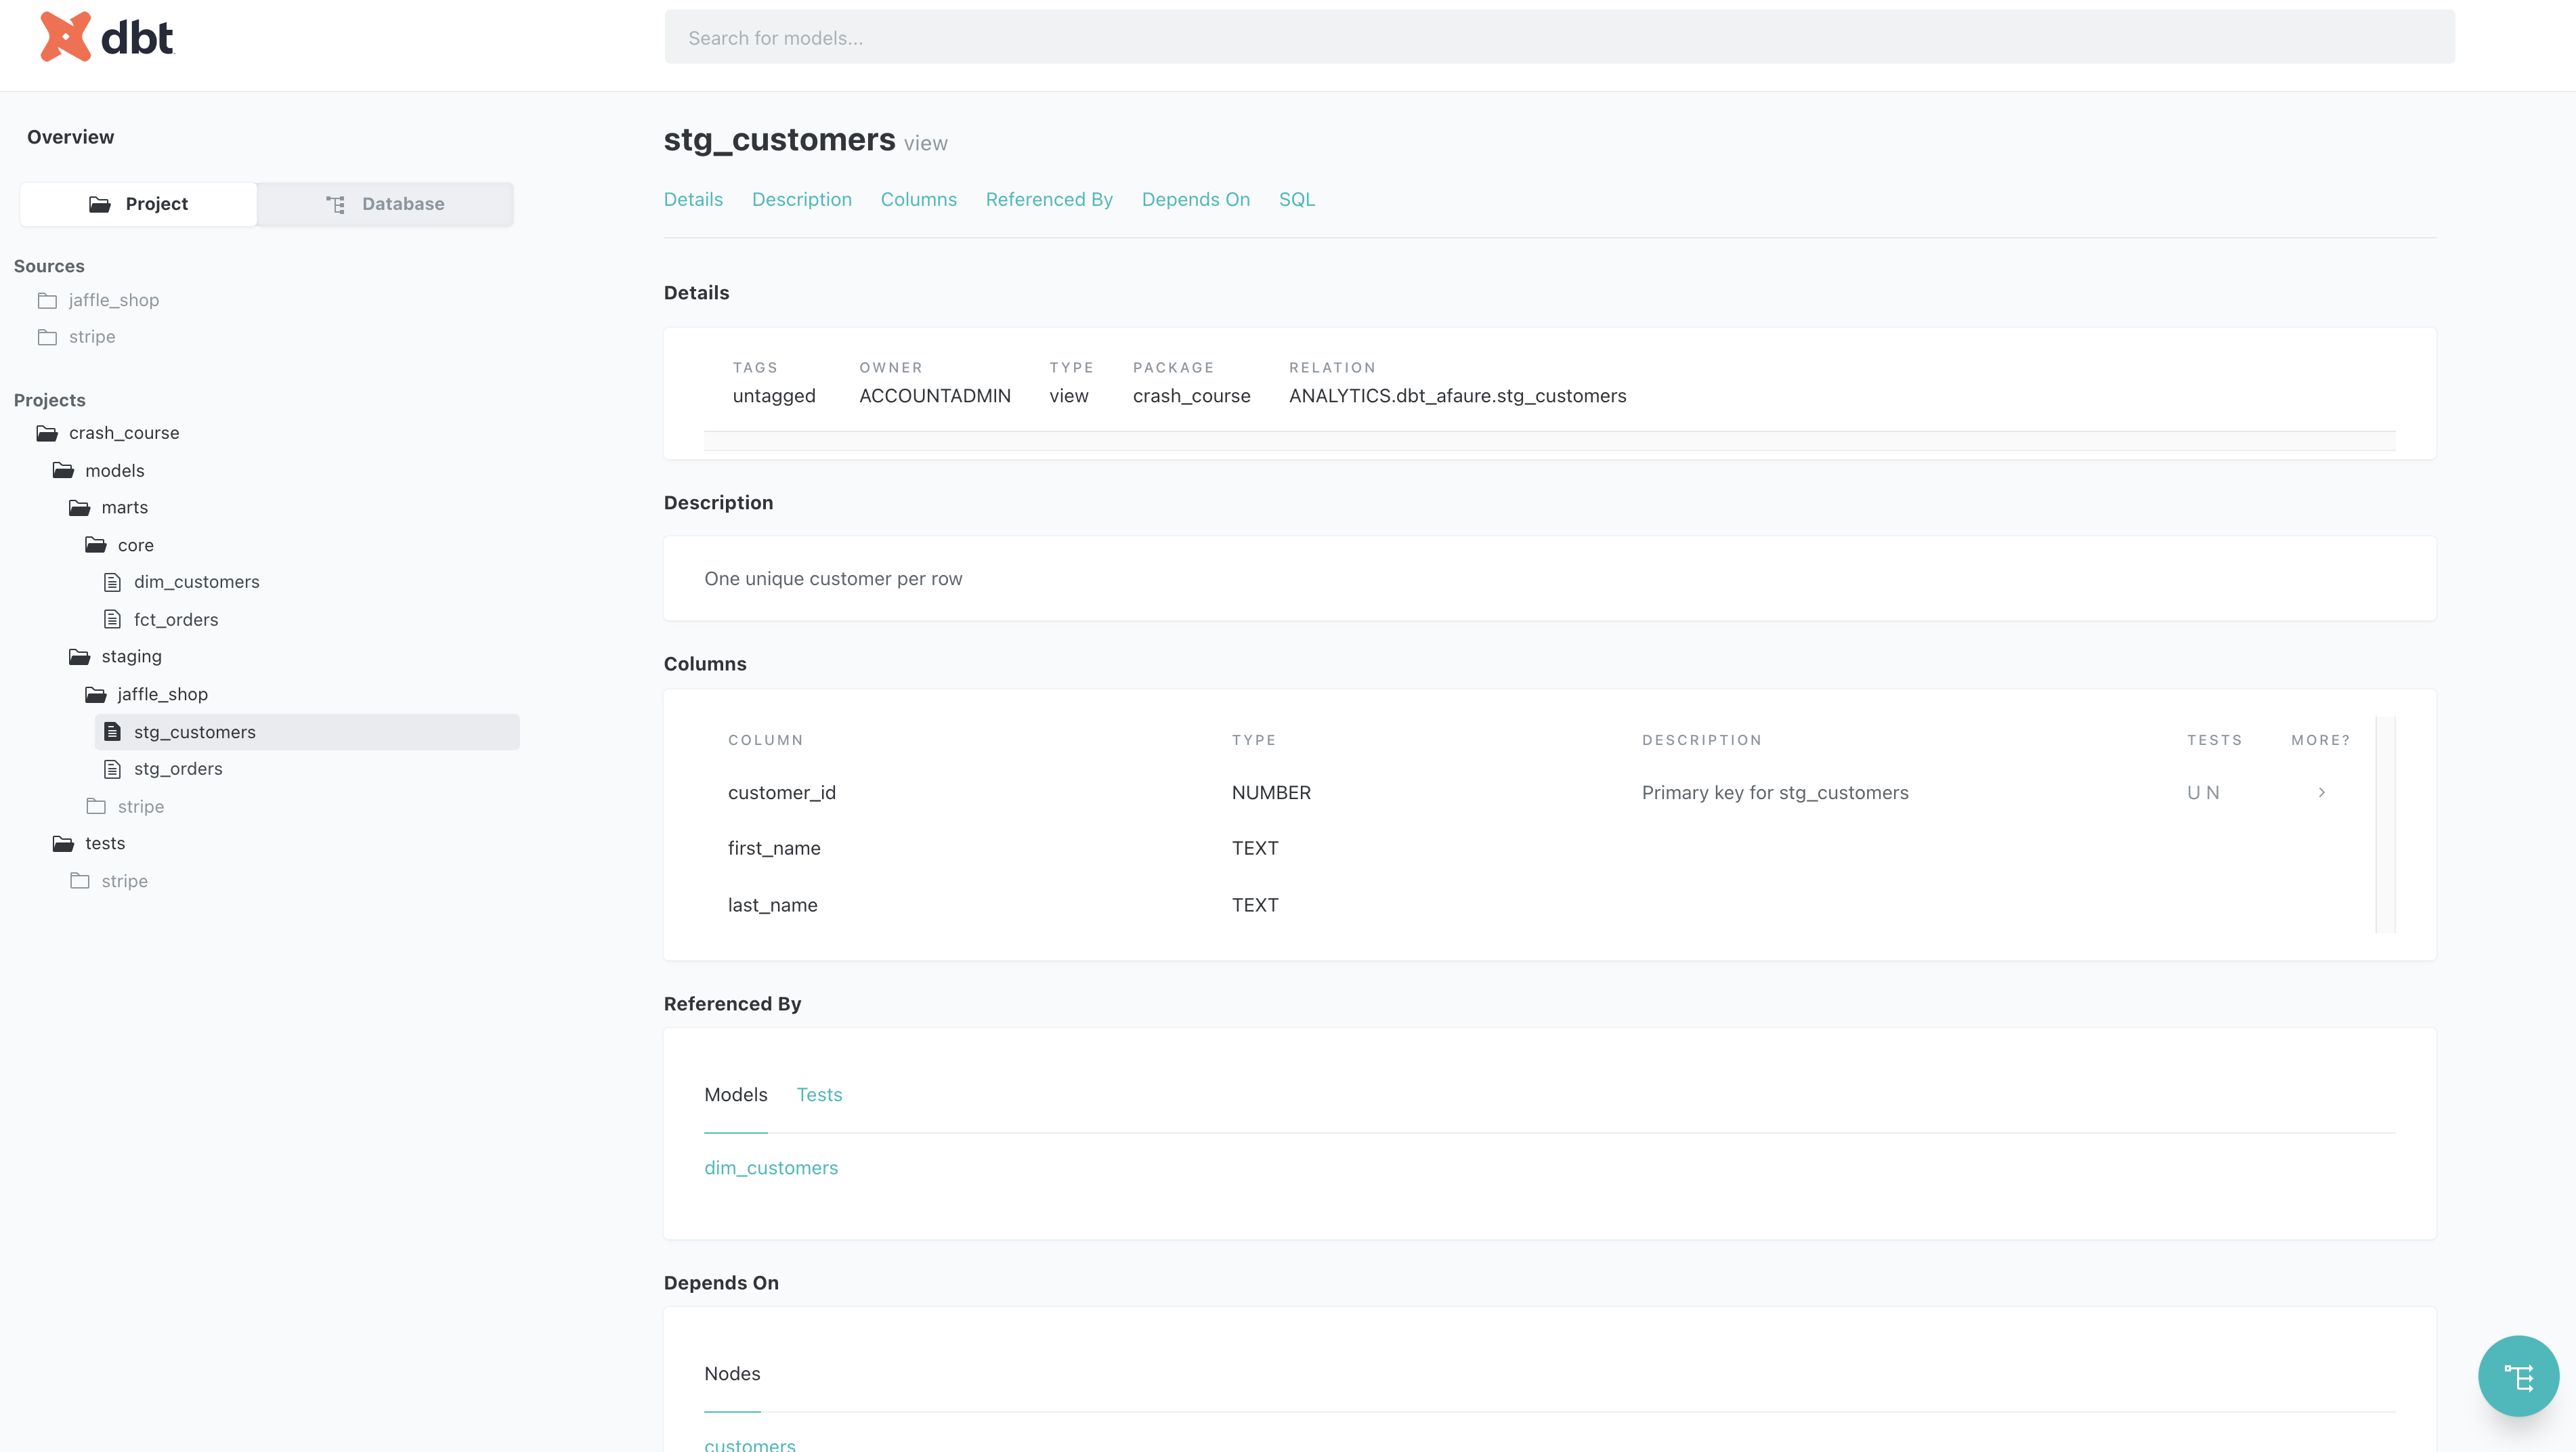 dbt
Search for models...
Overview
Project
Database
Sources
jaffle_shop
stripe
Projects
crash_course
models
marts
core
dim_customers
fct_orders
staging
jaffle_shop
stg_customers
stg_orders
stripe
tests
stripe
stg_customers view
Details Description Columns Referenced By Depends On SQL
Details
TAGS OWNER TYPE PACKAGE RELATION
untagged ACCOUNTADMIN view crash_course ANALYTICS.dbt_afaure.stg_customers
Description
One unique customer per row
Columns
COLUMN TYPE DESCRIPTION TESTS MORE?
customer_id NUMBER Primary key for stg_customers U N >
first_name TEXT
last_name TEXT
Referenced By
Models Tests
dim_customers
Depends On
Nodes
customers